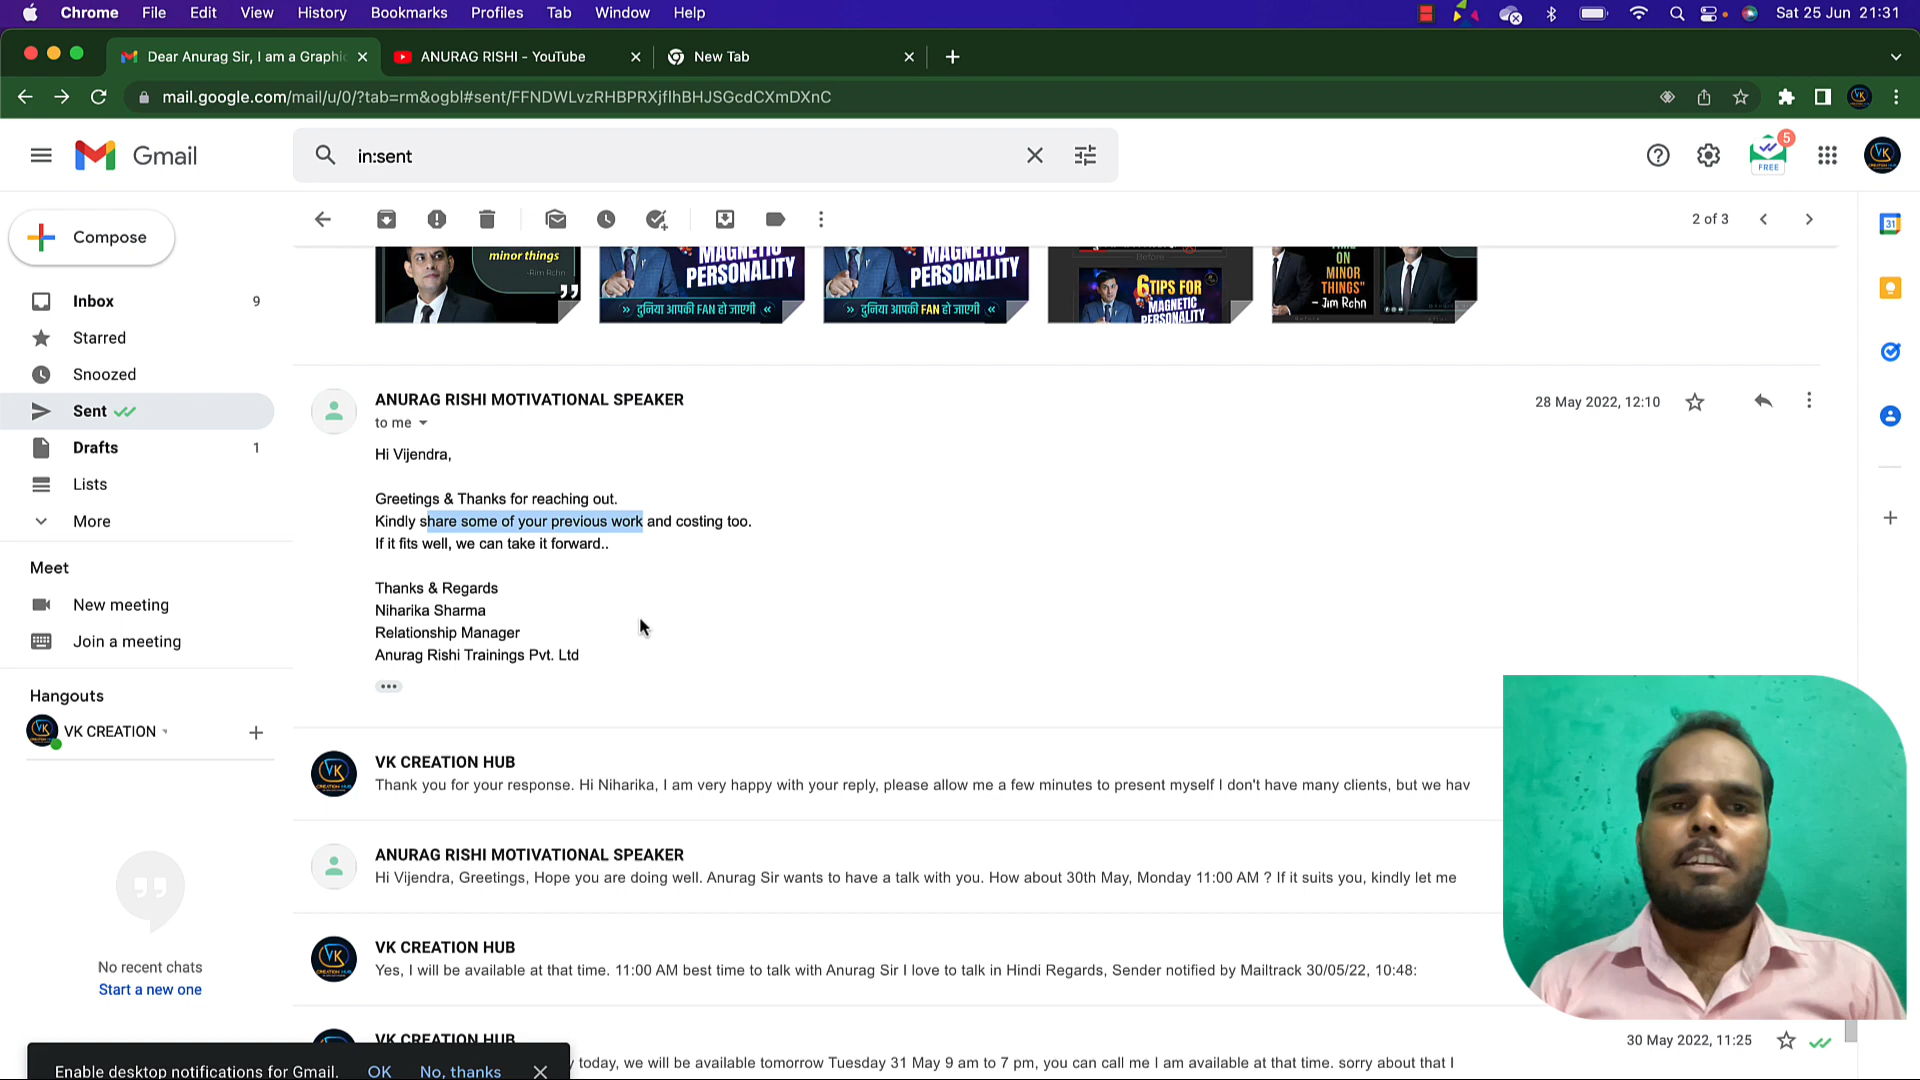 Chrome File Edit View History Bookmarks Profiles Tab Window Help Sat 25 Jun 21:31
Dear Anurag Sir, I am a Graphic ANURAG RISHI - YouTube New Tab
mail.google.com/mail/u/0/?tab=rm&ogbl#sent/FFNDWLvzRHBPRXjflhBHJSGcdCXmDXnC
Gmail in:sent 5 FREE
Compose
2 of 3
31
Inbox 9
Starred
Snoozed
Sent
Drafts 1
Lists
More
Meet
New meeting
Join a meeting
Hangouts
VK CREATION
No recent chats
Start a new one
minor things
MAGNETIC
PERSONALITY
» दुनिया आपकी FAN हो जाएगी «
MAGNETIC
PERSONALITY
» दुनिया आपकी FAN हो जाएगी «
Before
6 TIPS FOR
MAGNETIC
PERSONALITY
ON
MINOR
THINGS"
ANURAG RISHI MOTIVATIONAL SPEAKER 28 May 2022, 12:10
to me
Hi Vijendra,
Greetings & Thanks for reaching out.
Kindly share some of your previous work and costing too.
If it fits well, we can take it forward..
Thanks & Regards
Niharika Sharma
Relationship Manager
Anurag Rishi Trainings Pvt. Ltd
VK CREATION HUB
Thank you for your response. Hi Niharika, I am very happy with your reply, please allow me a few minutes to present myself I don't have many clients, but we hav
ANURAG RISHI MOTIVATIONAL SPEAKER
Hi Vijendra, Greetings, Hope you are doing well. Anurag Sir wants to have a talk with you. How about 30th May, Monday 11:00 AM ? If it suits you, kindly let me
VK CREATION HUB
Yes, I will be available at that time. 11:00 AM best time to talk with Anurag Sir I love to talk in Hindi Regards, Sender notified by Mailtrack 30/05/22, 10:48:
VK CREATION HUB 30 May 2022, 11:25
today, we will be available tomorrow Tuesday 31 May 9 am to 7 pm, you can call me I am available at that time. sorry about that I
Enable desktop notifications for Gmail. OK No, thanks